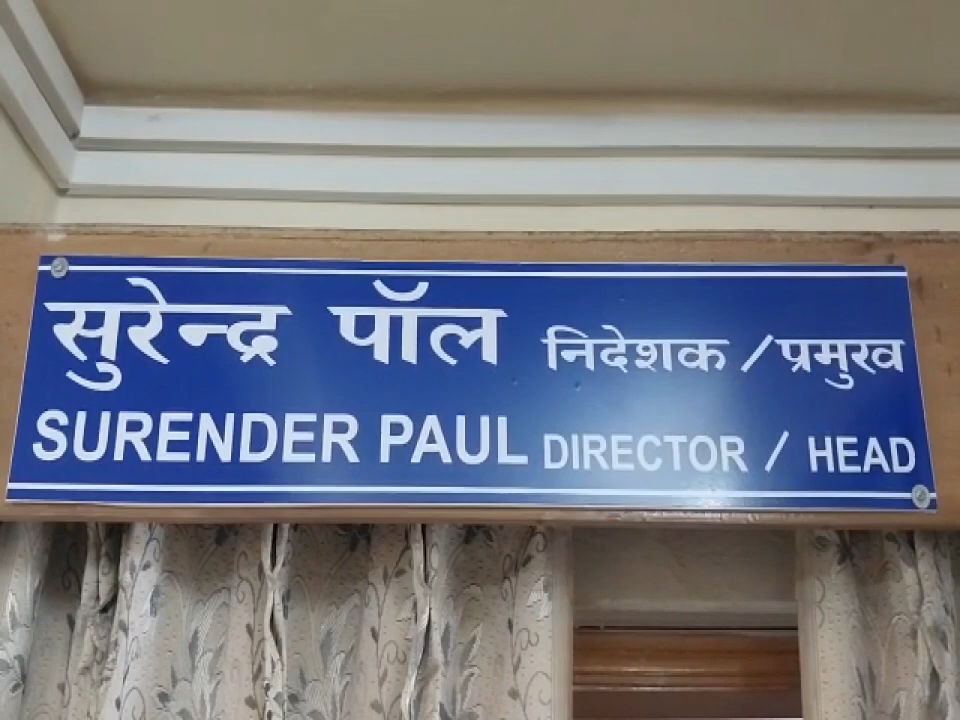 सुरेन्द्र पॉल निदेशक / प्रमुख
SURENDER PAUL DIRECTOR / HEAD